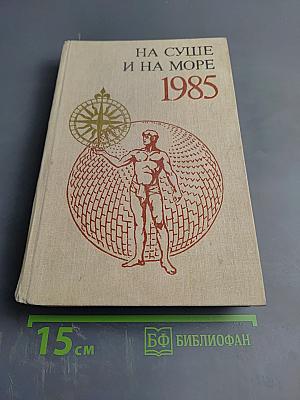 НА СУШЕ
И НА МОРЕ
1985
15 см
БФ БИБЛИОФАН